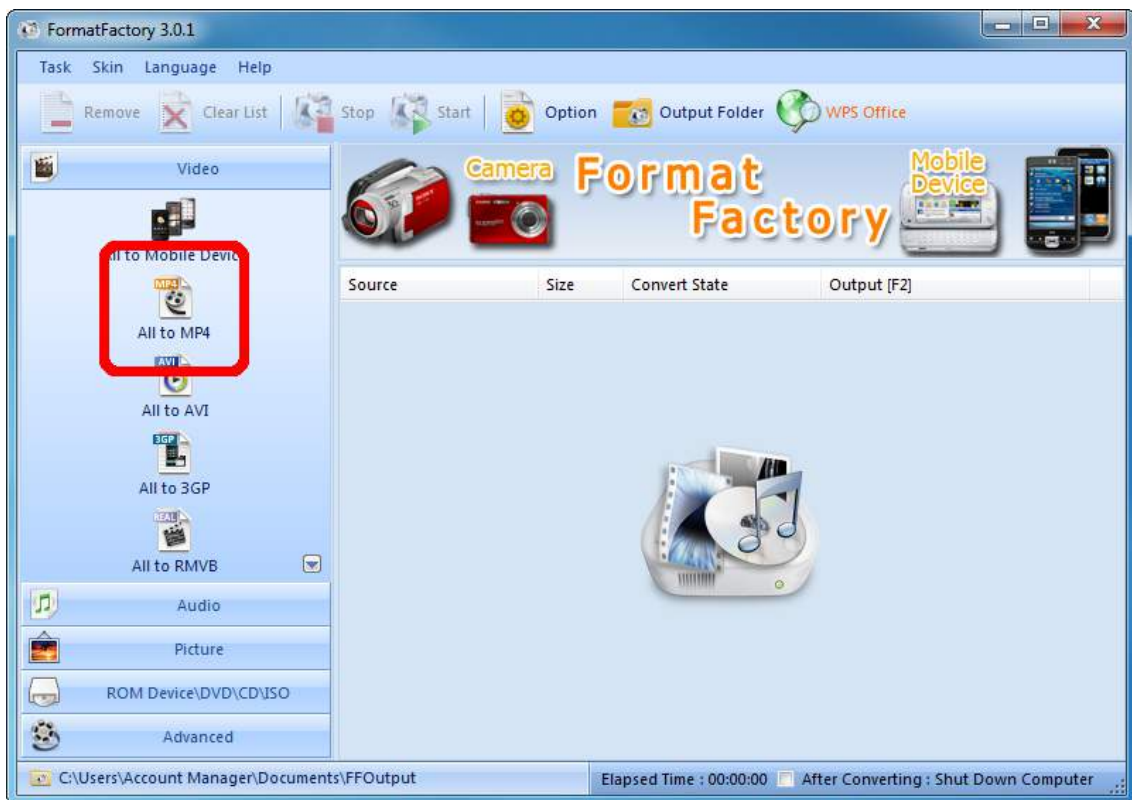 FormatFactory 3.0.1
Task Skin Language Help
Remove Clear List Stop Start Option Output Folder WPS Office
Video
Camera
Format
Factory
Mobile
Device
to Mobile
MP4
All to MP4
AVI
All to AVI
3GP
All to 3GP
REAL
All to RMVB
Audio
Picture
ROM Device\DVD\CD\ISO
Advanced
Source Size Convert State Output [F2]
C:\Users\Account Manager\Documents\FFOutput
Elapsed Time : 00:00:00 After Converting : Shut Down Computer